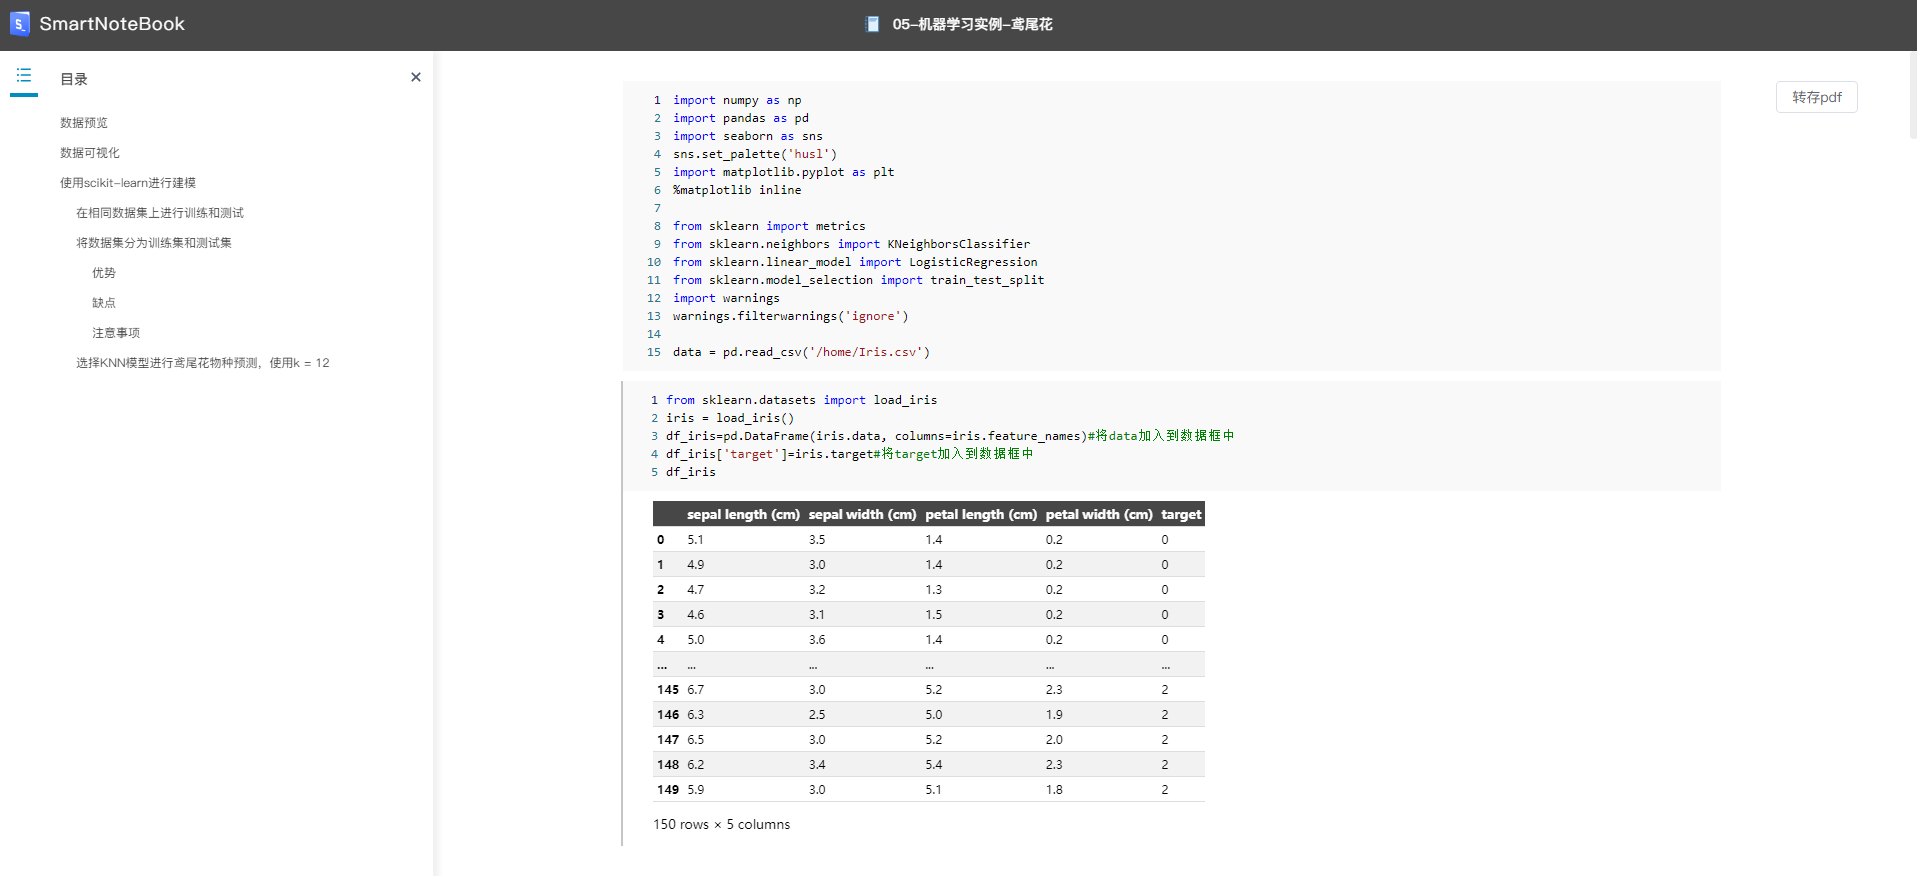 SmartNoteBook
05-机器学习实例-鸢尾花
目录
数据预览
数据可视化
使用scikit-learn进行建模
在相同数据集上进行训练和测试
将数据集分为训练集和测试集
优势
缺点
注意事项
选择KNN模型进行鸢尾花物种预测，使用k = 12
转存pdf
1 import numpy as np
2 import pandas as pd
3 import seaborn as sns
4 sns.set_palette('husl')
5 import matplotlib.pyplot as plt
6 %matplotlib inline
7
8 from sklearn import metrics
9 from sklearn.neighbors import KNeighborsClassifier
10 from sklearn.linear_model import LogisticRegression
11 from sklearn.model_selection import train_test_split
12 import warnings
13 warnings.filterwarnings('ignore')
14
15 data = pd.read_csv('/home/Iris.csv')
1 from sklearn.datasets import load_iris
2 iris = load_iris()
3 df_iris=pd.DataFrame(iris.data, columns=iris.feature_names)#将data加入到数据框中
4 df_iris['target']=iris.target#将target加入到数据框中
5 df_iris
sepal length (cm) sepal width (cm) petal length (cm) petal width (cm) target
0 5.1 3.5 1.4 0.2 0
1 4.9 3.0 1.4 0.2 0
2 4.7 3.2 1.3 0.2 0
3 4.6 3.1 1.5 0.2 0
4 5.0 3.6 1.4 0.2 0
... ... ... ... ... ...
145 6.7 3.0 5.2 2.3 2
146 6.3 2.5 5.0 1.9 2
147 6.5 3.0 5.2 2.0 2
148 6.2 3.4 5.4 2.3 2
149 5.9 3.0 5.1 1.8 2
150 rows × 5 columns